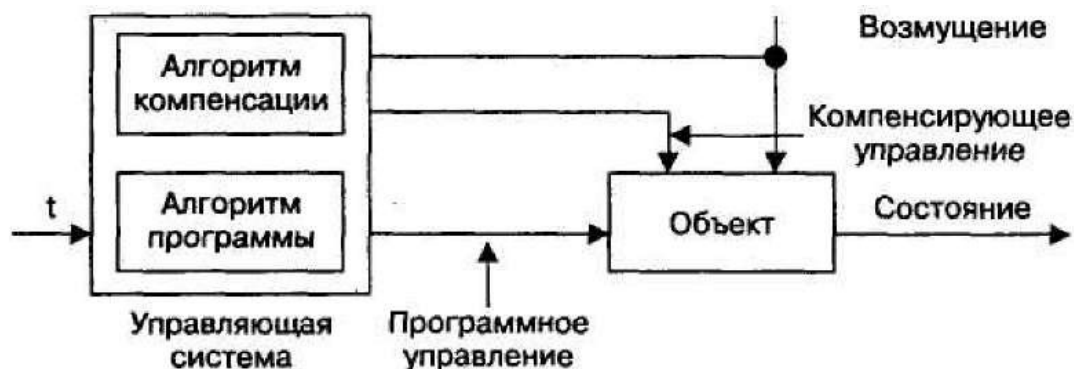 Возмущение
Алгоритм
компенсации
Компенсирующее
управление
t
Алгоритм
программы
Объект
Состояние
Управляющая
система
Программное
управление